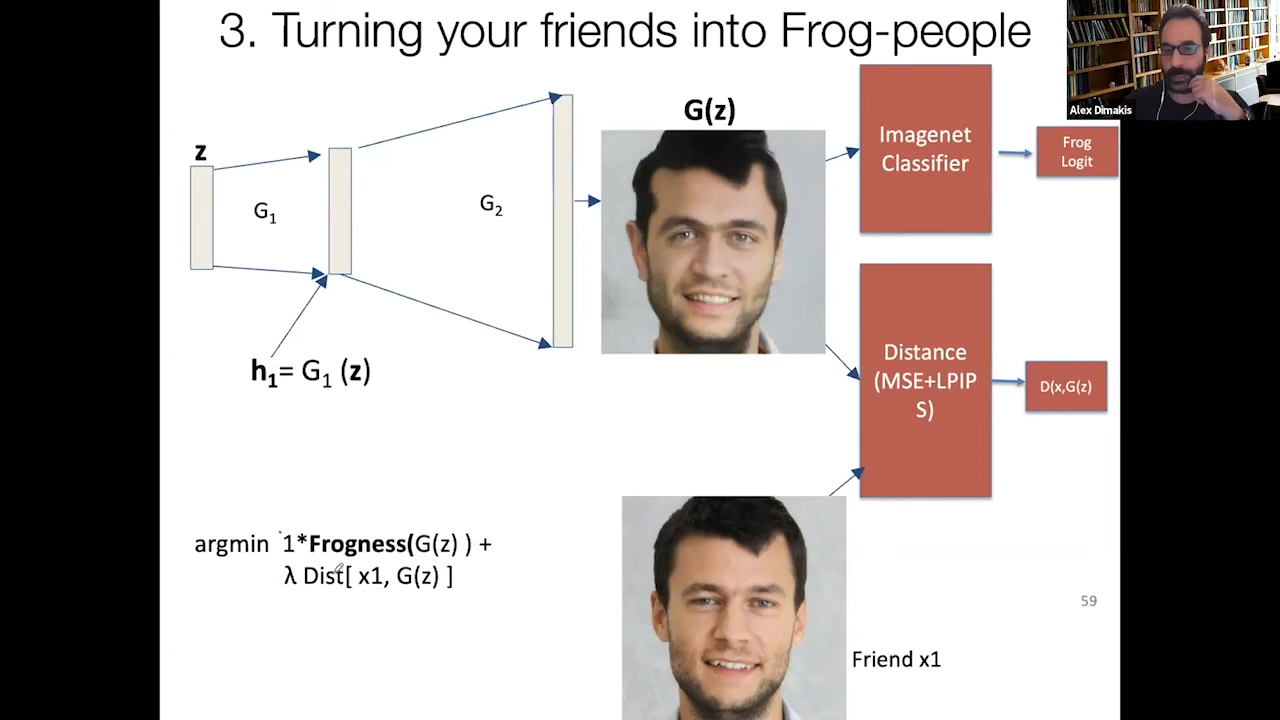 3. Turning your friends into Frog-people
Alex Dimakis
z
G1
h1= G1 (z)
G2
G(z)
Imagenet
Classifier
Frog
Logit
Distance
(MSE+LPIP
S)
D(x,G(z)
argmin 1*Frogness(G(z) ) +
λ Dist[ x1, G(z) ]
Friend x1
59